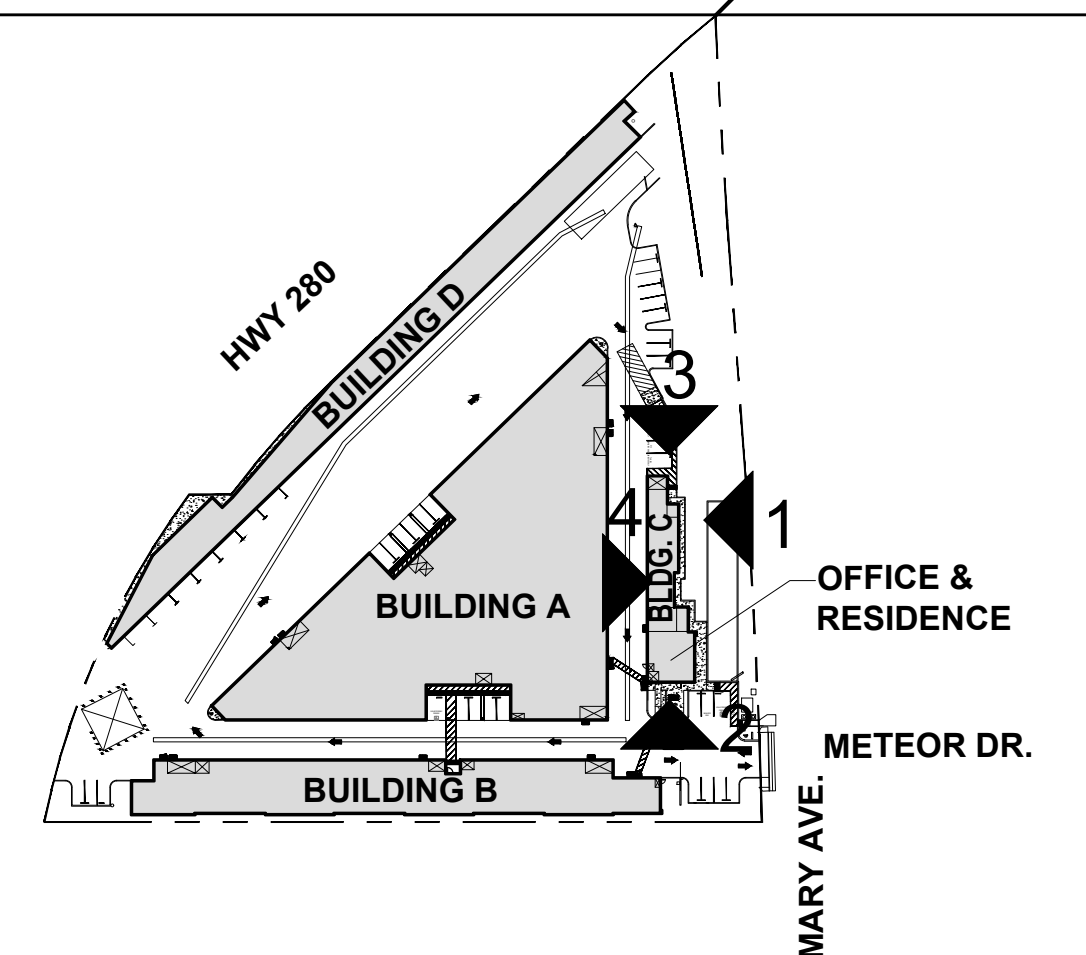 HWY 280
BUILDING D
3
4
1
BLDG. C
BUILDING A
OFFICE &
RESIDENCE
2
METEOR DR.
BUILDING B
MARY AVE.